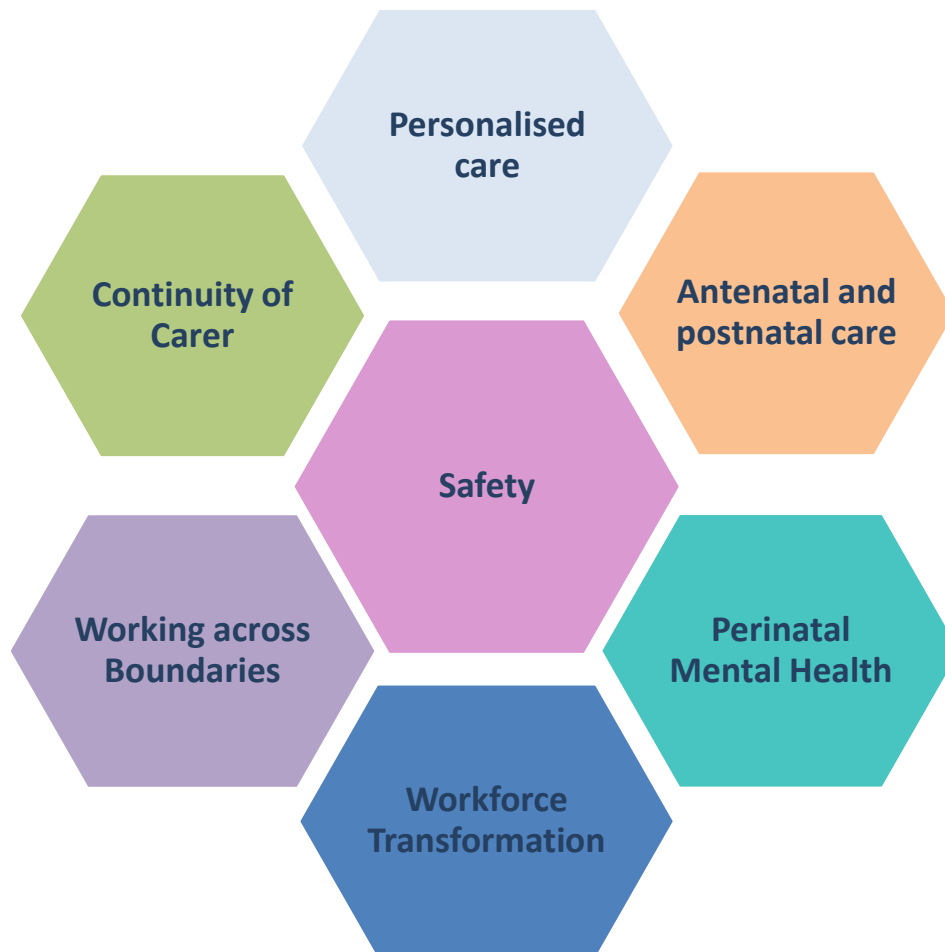 Personalised
care
Antenatal and
postnatal care
Continuity of
Carer
Safety
Perinatal
Mental Health
Working across
Boundaries
Workforce
Transformation